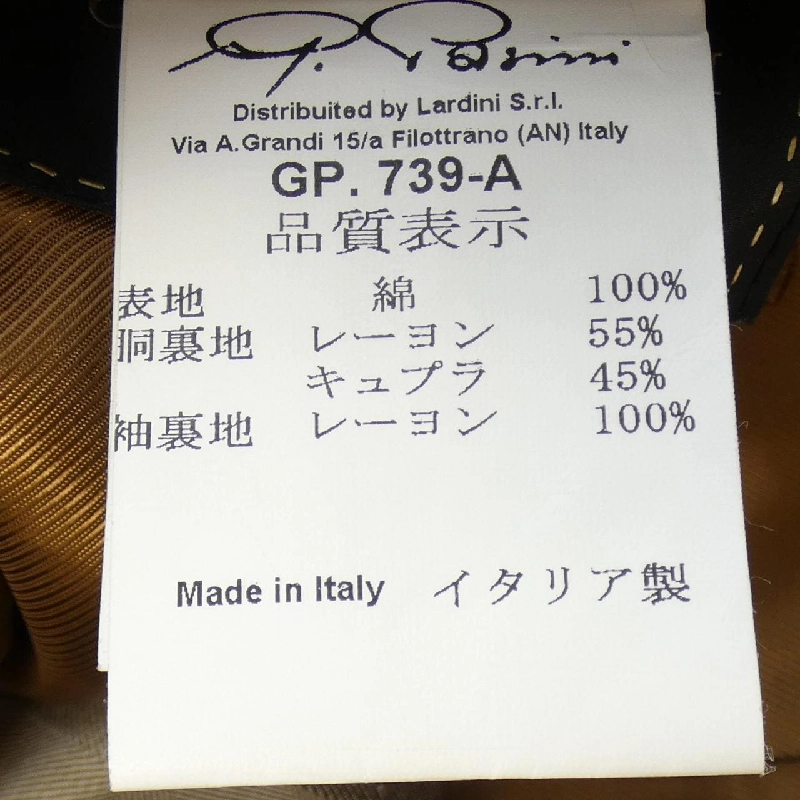 G. Pasini
Distribuited by Lardini S.r.l.
Via A.Grandi 15/a Filottrano (AN) Italy
GP. 739-A
品質表示
表地 綿 100%
胴裏地 レーヨン 55%
キュプラ 45%
袖裏地 レーヨン 100%
Made in Italy イタリア製